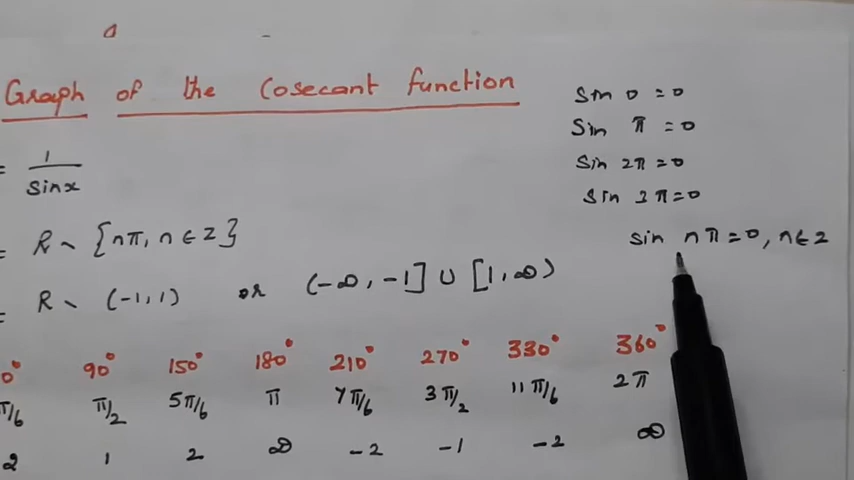 Graph of the Cosecant function
= 1/sinx
= R ~ {nπ, n ∈ Z}
= R ~ (-1, 1) or (-∞, -1] ∪ [1, ∞)
sin 0 = 0
sin π = 0
sin 2π = 0
sin 3π = 0
sin nπ = 0, n ∈ Z
0° 90° 150° 180° 210° 270° 330° 360°
π/6 π/2 5π/6 π 7π/6 3π/2 11π/6 2π
2 1 2 ∞ -2 -1 -2 ∞